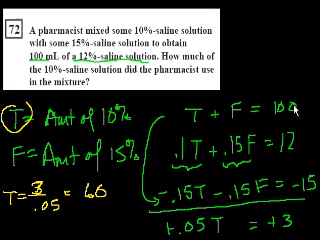 72
A pharmacist mixed some 10%-saline solution
with some 15%-saline solution to obtain
100 mL of a 12%-saline solution. How much of
the 10%-saline solution did the pharmacist use
in the mixture?
T = Amt of 10%
F = Amt of 15%
T = 3/.05 = 60
T + F = 100
.1T + .15F = 12
-.15T - .15F = -15
+.05T = +3